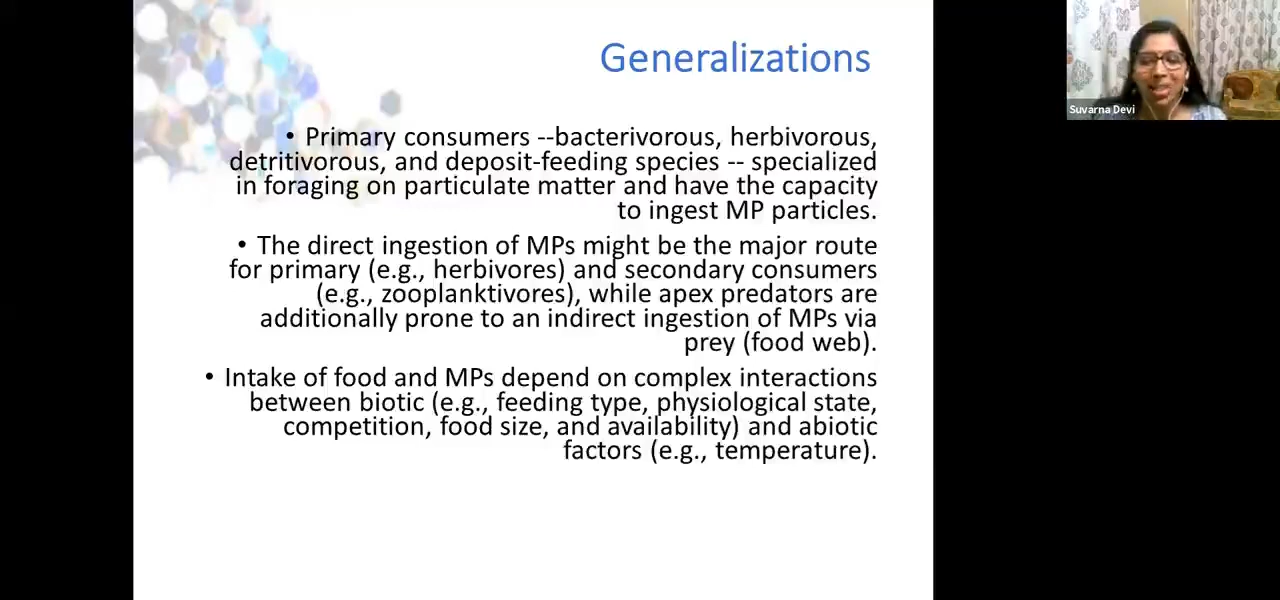 Generalizations
• Primary consumers --bacterivorous, herbivorous,
detritivorous, and deposit-feeding species -- specialized
in foraging on particulate matter and have the capacity
to ingest MP particles.
• The direct ingestion of MPs might be the major route
for primary (e.g., herbivores) and secondary consumers
(e.g., zooplanktivores), while apex predators are
additionally prone to an indirect ingestion of MPs via
prey (food web).
• Intake of food and MPs depend on complex interactions
between biotic (e.g., feeding type, physiological state,
competition, food size, and availability) and abiotic
factors (e.g., temperature).
Suvarna Devi